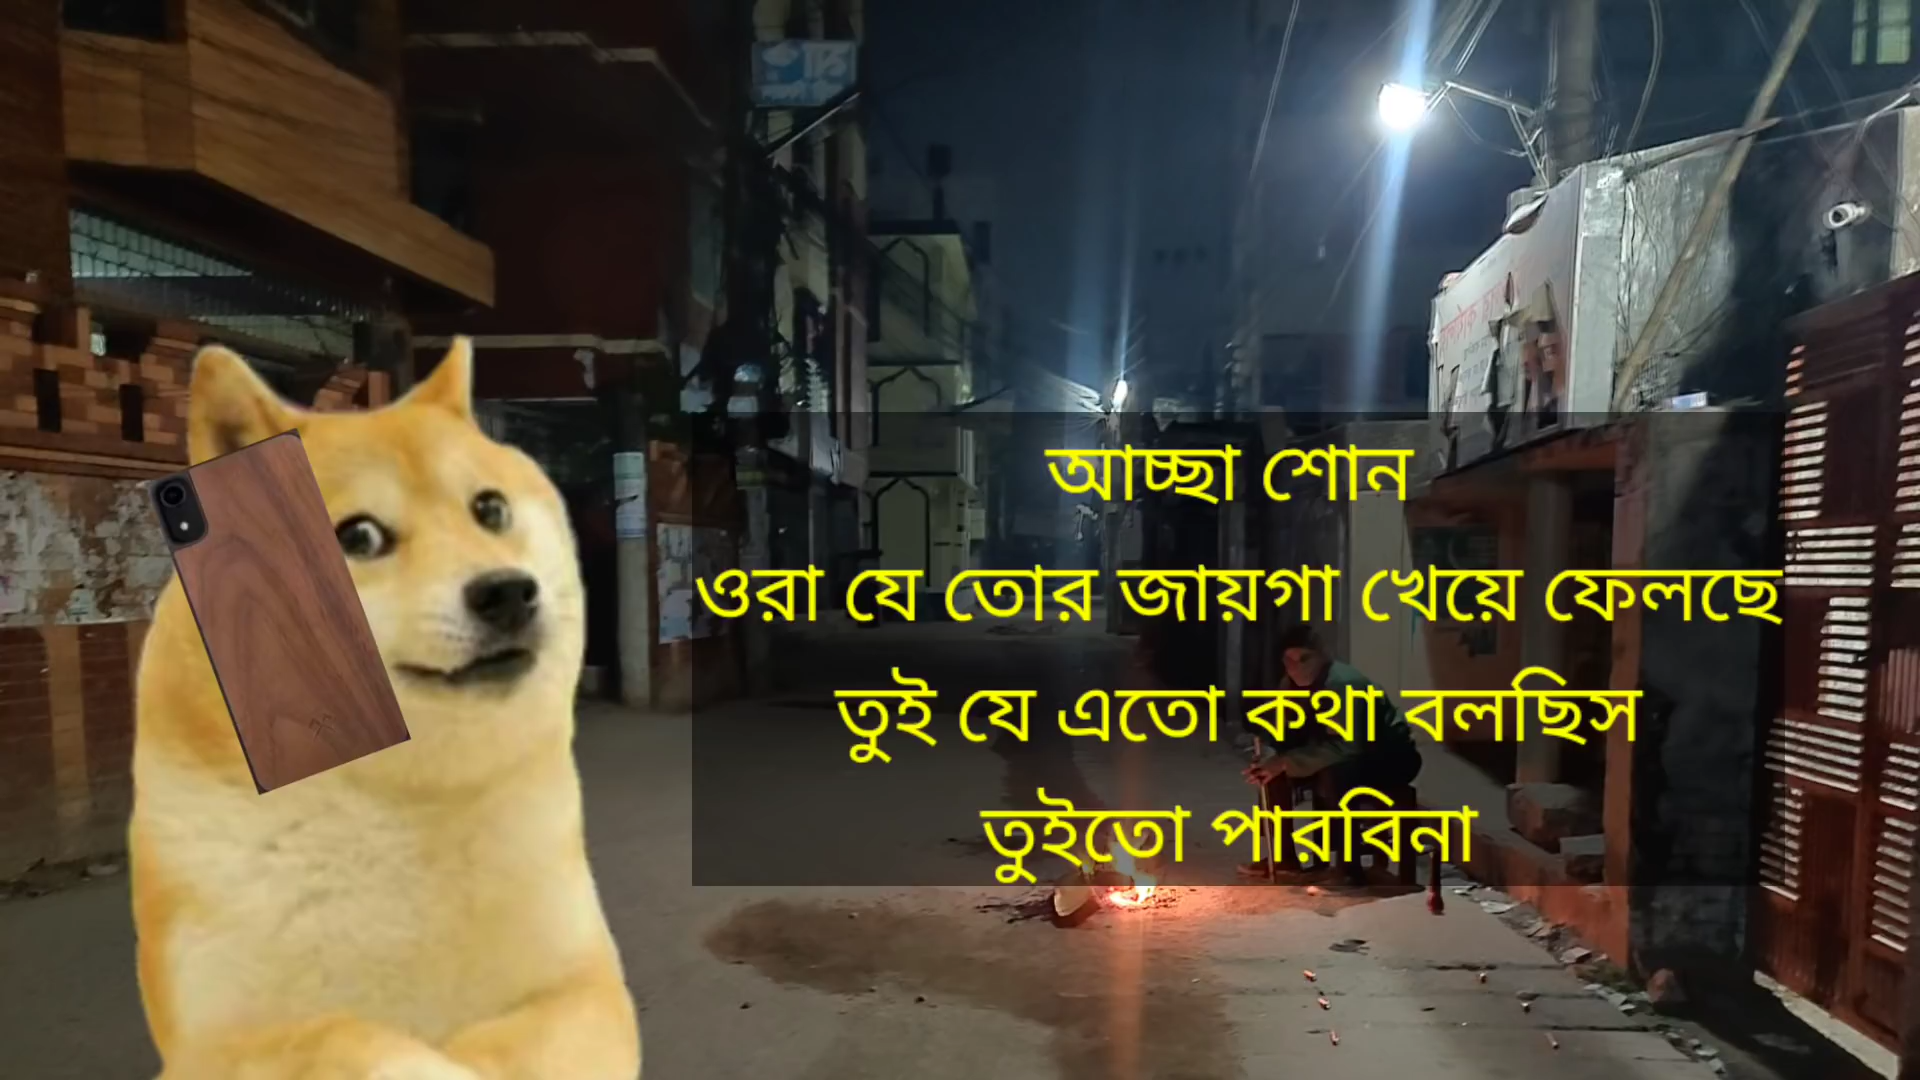 আচ্ছা শোন
ওরা যে তোর জায়গা খেয়ে ফেলছে
তুই যে এতো কথা বলছিস
তুইতো পারবিনা